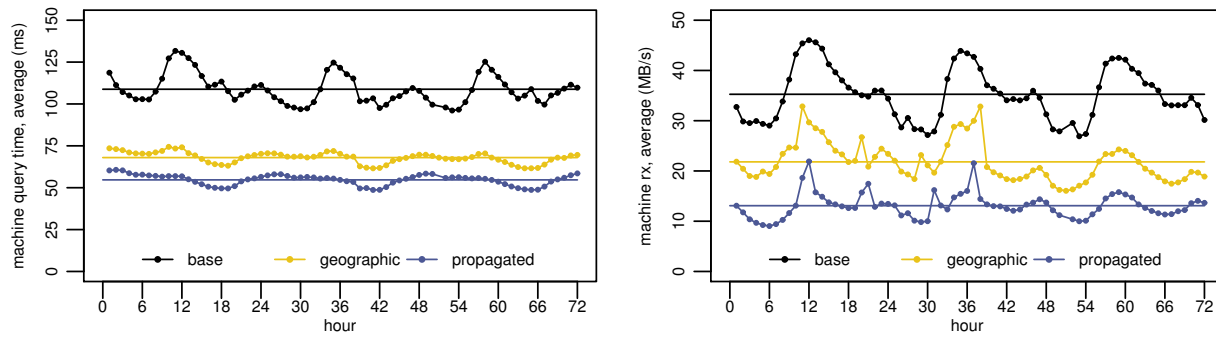 machine query time, average (ms)
150
125
100
75
50
25
0
base geographic propagated
0 6 12 18 24 30 36 42 48 54 60 66 72
hour
machine rx, average (MB/s)
50
40
30
20
10
0
base geographic propagated
0 6 12 18 24 30 36 42 48 54 60 66 72
hour